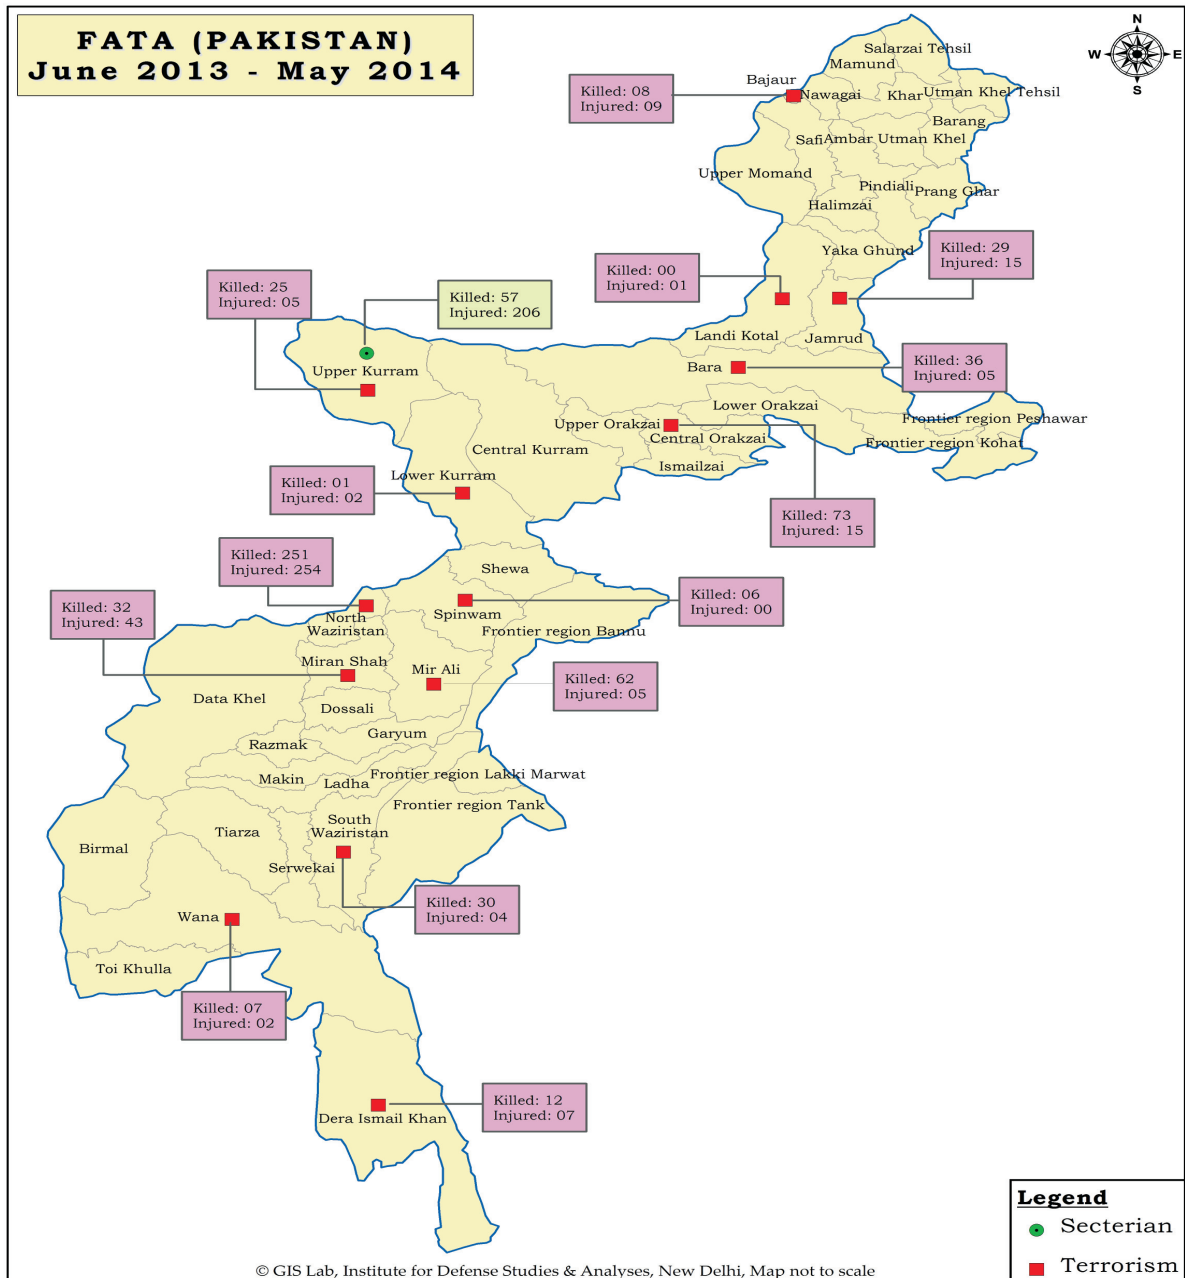 FATA (PAKISTAN)
June 2013 - May 2014
N
W
E
S
Salarzai Tehsil
Mamund
Bajaur
Killed: 08
Injured: 09
Nawagai
Khar
Utman Khel Tehsil
Barang
Safi
Ambar Utman Khel
Upper Momand
Pindiali
Prang Ghar
Halimzai
Yaka Ghund
Killed: 29
Injured: 15
Killed: 00
Injured: 01
Killed: 25
Injured: 05
Killed: 57
Injured: 206
Landi Kotal
Jamrud
Upper Kurram
Bara
Killed: 36
Injured: 05
Lower Orakzai
Frontier region Peshawar
Upper Orakzai
Central Orakzai
Frontier region Kohat
Central Kurram
Ismailzai
Lower Kurram
Killed: 01
Injured: 02
Killed: 73
Injured: 15
Killed: 251
Injured: 254
Shewa
Killed: 32
Injured: 43
Killed: 06
Injured: 00
Spinwam
North
Waziristan
Frontier region Bannu
Miran Shah
Mir Ali
Killed: 62
Injured: 05
Data Khel
Dossali
Garyum
Razmak
Makin
Ladha
Frontier region Lakki Marwat
Frontier region Tank
South
Waziristan
Tiarza
Birmal
Serwekai
Killed: 30
Injured: 04
Wana
Toi Khulla
Killed: 07
Injured: 02
Killed: 12
Injured: 07
Dera Ismail Khan
Legend
Secterian
Terrorism
© GIS Lab, Institute for Defense Studies & Analyses, New Delhi, Map not to scale